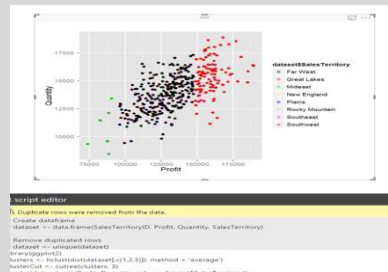 17500
15000
12500
10000
Quantity
75000 100000 125000 150000 175000
Profit
dataset$SalesTerritory
Far West
Great Lakes
Mideast
New England
Plains
Rocky Mountain
Southeast
Southwest
script editor
Duplicate rows were removed from the data.
Create dataframe
dataset <- data.frame(SalesTerritoryID, Profit, Quantity, SalesTerritory)
Remove duplicated rows
dataset <- unique(dataset)
library(ggplot2)
clusters <- hclust(dist(dataset[,c(1,2,3)]), method = 'average')
clusterCut <- cutree(clusters, 3)